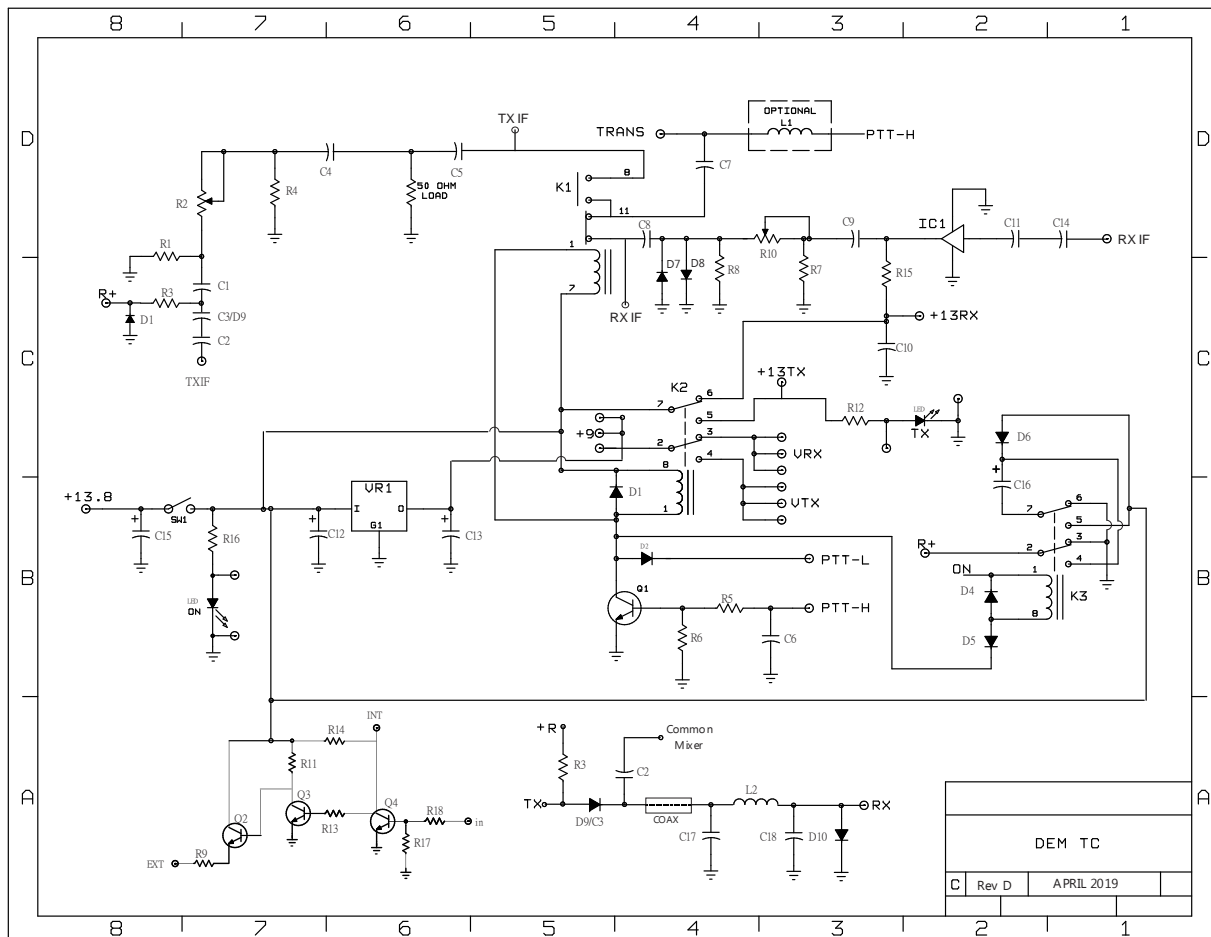 8 7 6 5 4 3 2 1
D D
C C
B B
A A
TXIF
TRANS
OPTIONAL
L1
PTT-H
C4
C5
C7
R2
R4
50 OHM
LOAD
K1
8
11
1
7
C8
R10
C9
IC1
C11
C14
RXIF
R1
R3
R+
D1
C1
C3/D9
C2
TXIF
RXIF
D7
D8
R8
R7
R15
+13RX
C10
K2
+13TX
7
6
5
+9
2
3
4
R12
LED
TX
VRX
VTX
8
1
D1
D6
+
C16
7
6
5
R+
2
3
4
ON
1
8
K3
D4
D5
+13.8
SW1
+
C15
R16
LED
ON
+
C12
VR1
I O
G1
+
C13
D2
PTT-L
Q1
R5
PTT-H
R6
C6
INT
R14
R11
Q3
Q4
R13
R18
in
R17
Q2
R9
EXT
+R
R3
TX
D9/C3
C2
Common
Mixer
COAX
C17
L2
C18
D10
RX
DEM TC
C Rev D APRIL 2019
8 7 6 5 4 3 2 1